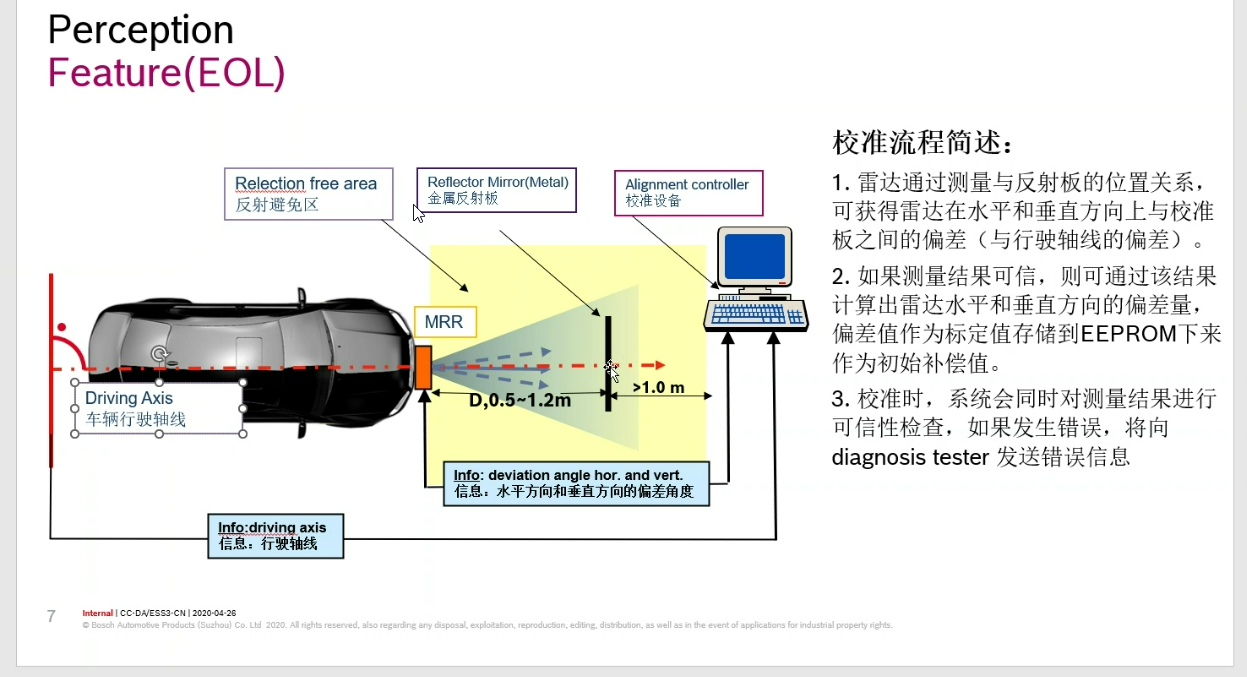 Perception
Feature(EOL)
校准流程简述：
Relection free area
反射避免区
Reflector Mirror(Metal)
金属反射板
Alignment controller
校准设备
1. 雷达通过测量与反射板的位置关系，
可获得雷达在水平和垂直方向上与校准
板之间的偏差（与行驶轴线的偏差）。
2. 如果测量结果可信，则可通过该结果
计算出雷达水平和垂直方向的偏差量，
偏差值作为标定值存储到EEPROM下来
作为初始补偿值。
3. 校准时，系统会同时对测量结果进行
可信性检查，如果发生错误，将向
diagnosis tester 发送错误信息
MRR
Driving Axis
车辆行驶轴线
D,0.5~1.2m
>1.0 m
Info: deviation angle hor. and vert.
信息：水平方向和垂直方向的偏差角度
Info:driving axis
信息：行驶轴线
7
Internal | CC-DA/ESS3-CN | 2020-04-26
© Bosch Automotive Products (Suzhou) Co. Ltd 2020. All rights reserved, also regarding any disposal, exploitation, reproduction, editing, distribution, as well as in the event of applications for industrial property rights.